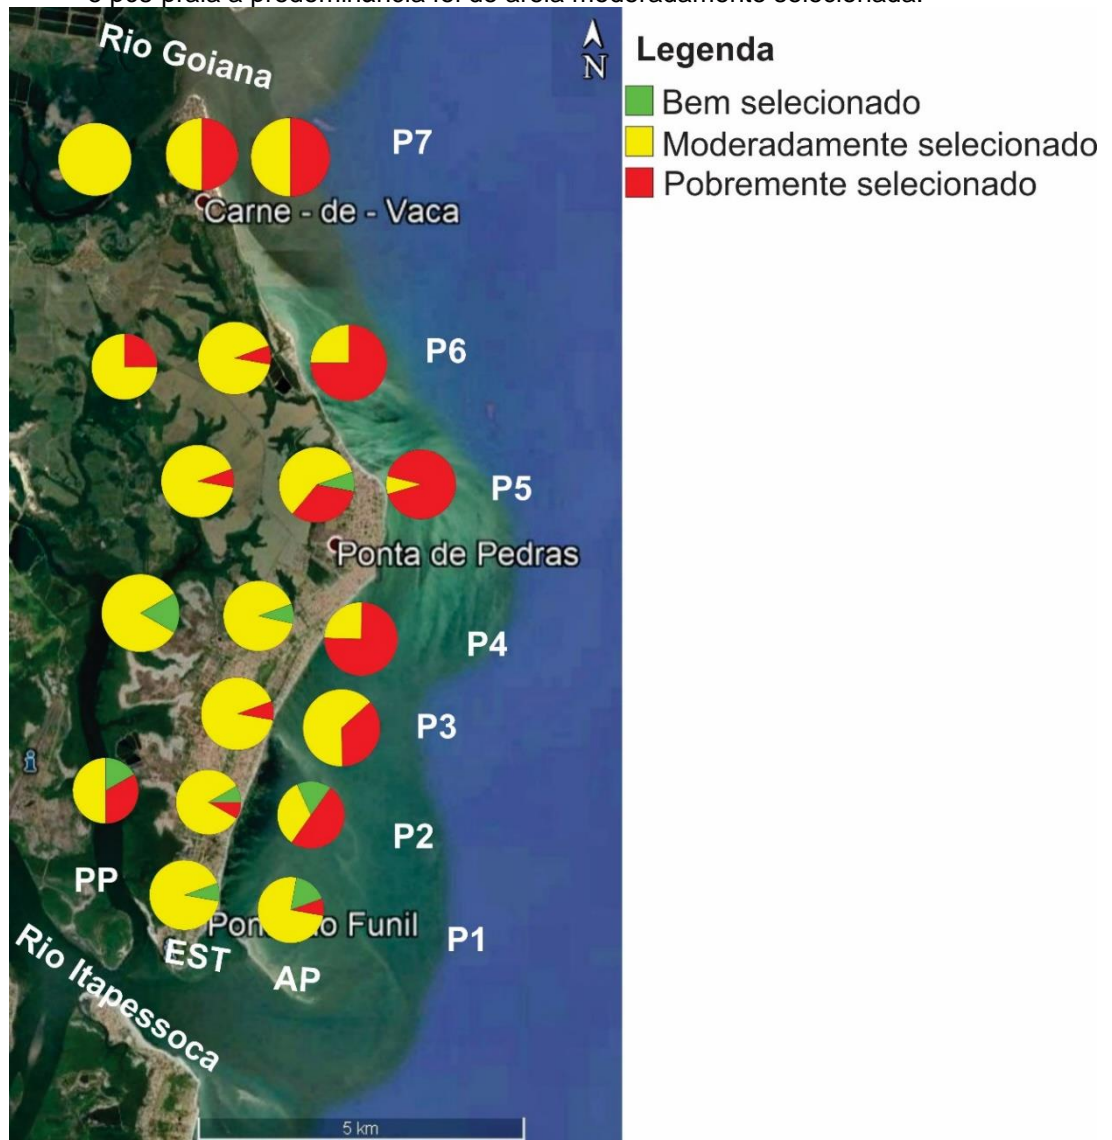 e pós praia a predominância foi de areia moderadamente selecionada.
Rio Goiana
N
Legenda
Bem selecionado
Moderadamente selecionado
Pobremente selecionado
P7
Carne - de - Vaca
P6
P5
Ponta de Pedras
P4
P3
P2
PP
P1
EST
AP
Rio Itapessoca
5 km